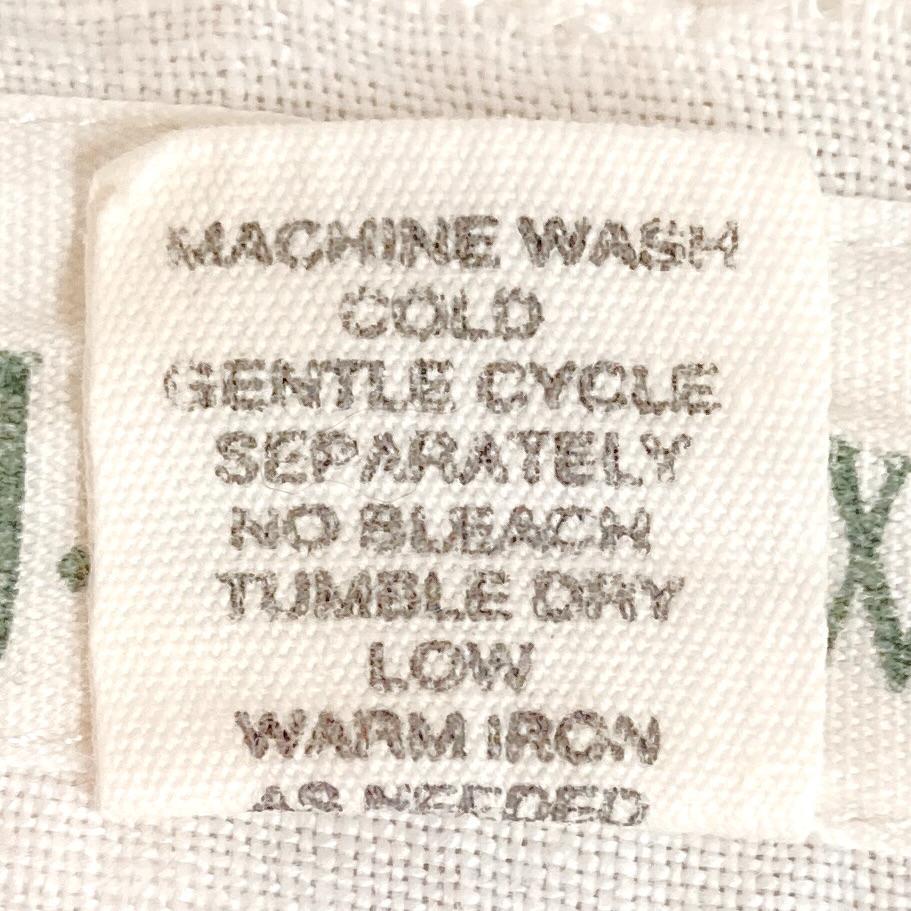 MACHINE WASH
COLD
GENTLE CYCLE
SEPARATELY
NO BLEACH
TUMBLE DRY
LOW
WARM IRON
AS NEEDED